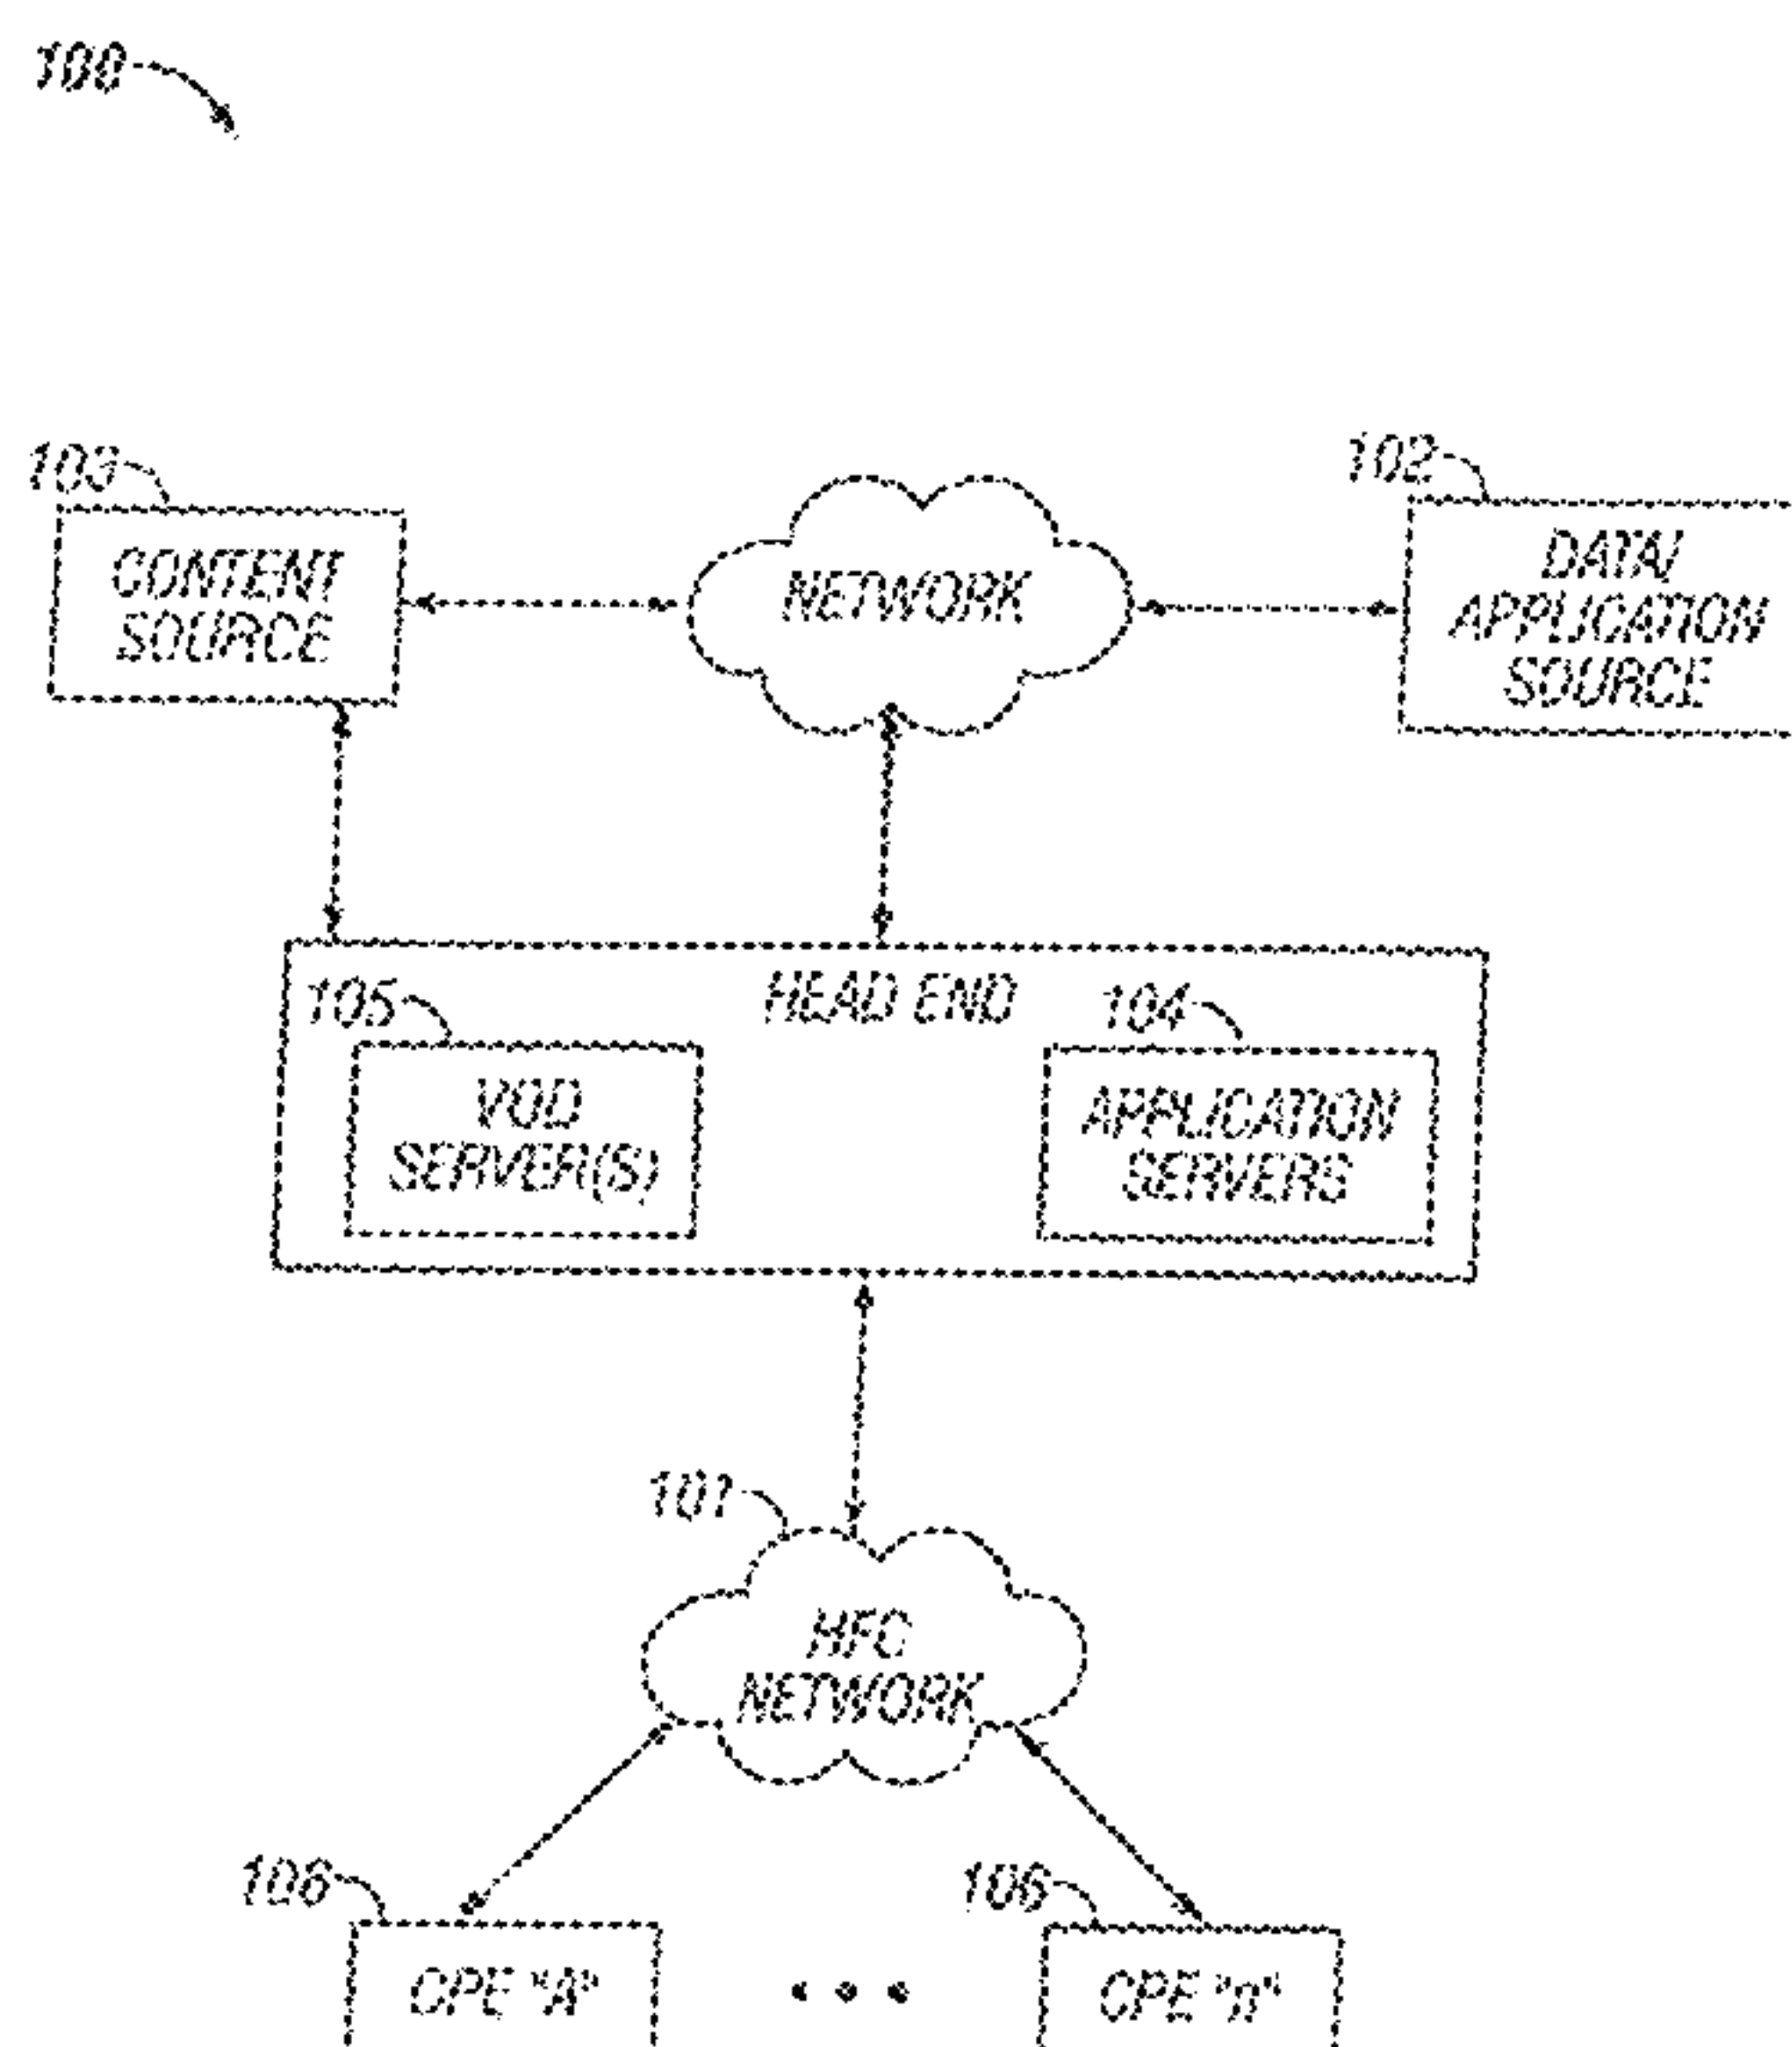 100
103
102
CONTENT
SOURCE
NETWORK
DATA/
APPLICATION
SOURCE
105
HEAD END
104
VOD
SERVER(S)
APPLICATION
SERVERS
101
HFC
NETWORK
106
106
CPE "A"
CPE "n"